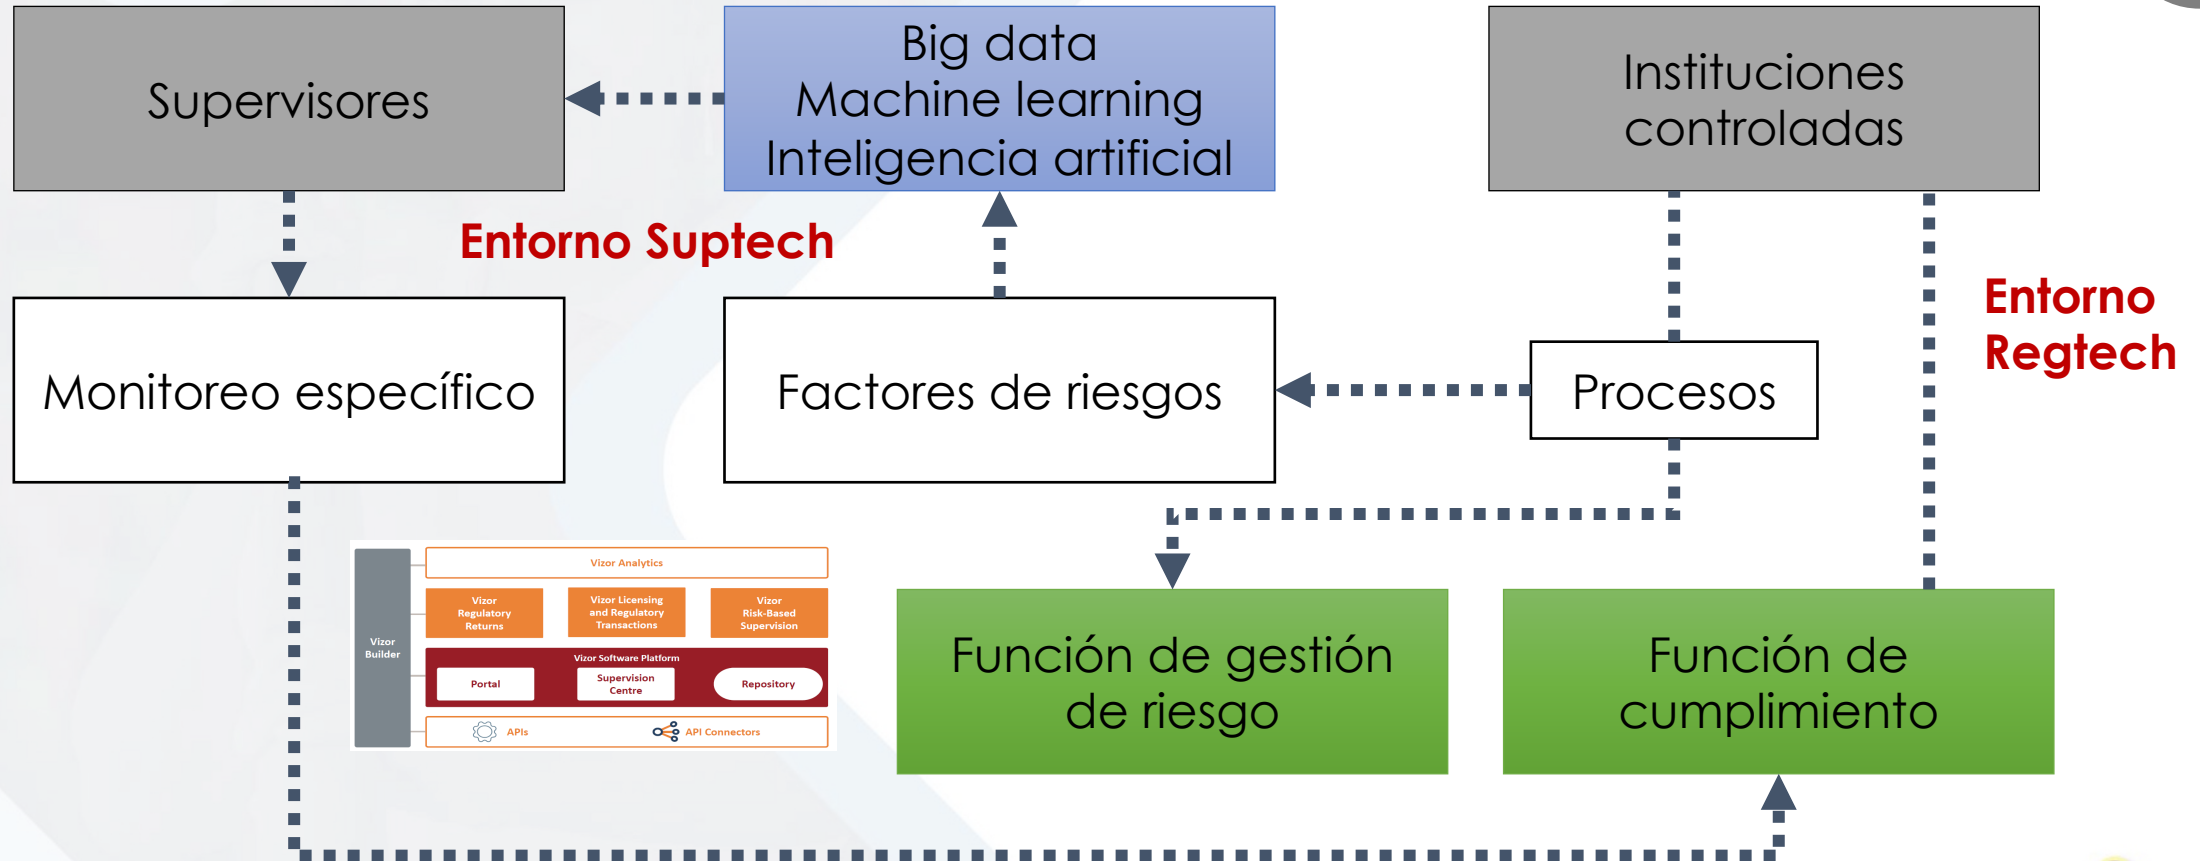 Supervisores
Big data
Machine learning
Inteligencia artificial
Instituciones
controladas
Entorno Suptech
Entorno
Regtech
Monitoreo específico
Factores de riesgos
Procesos
Vizor
Builder
Vizor Analytics
Vizor
Regulatory
Returns
Vizor Licensing
and Regulatory
Transactions
Vizor
Risk-Based
Supervision
Vizor Software Platform
Portal
Supervision
Centre
Repository
APIs
API Connectors
Función de gestión
de riesgo
Función de
cumplimiento